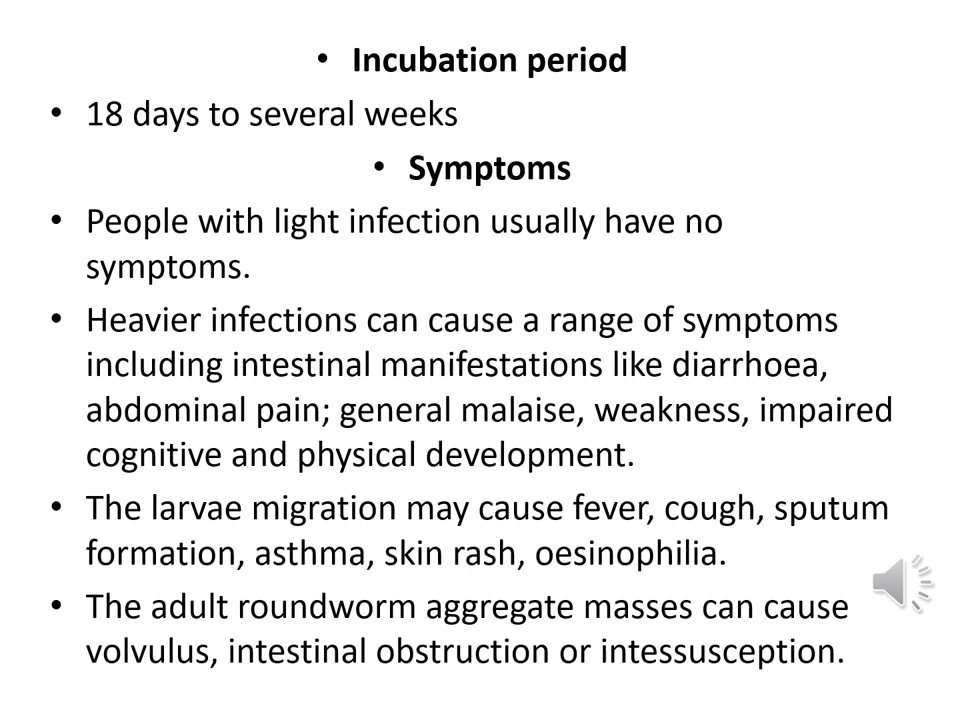 • Incubation period
• 18 days to several weeks
• Symptoms
• People with light infection usually have no
symptoms.
• Heavier infections can cause a range of symptoms
including intestinal manifestations like diarrhoea,
abdominal pain; general malaise, weakness, impaired
cognitive and physical development.
• The larvae migration may cause fever, cough, sputum
formation, asthma, skin rash, oesinophilia.
• The adult roundworm aggregate masses can cause
volvulus, intestinal obstruction or intessusception.